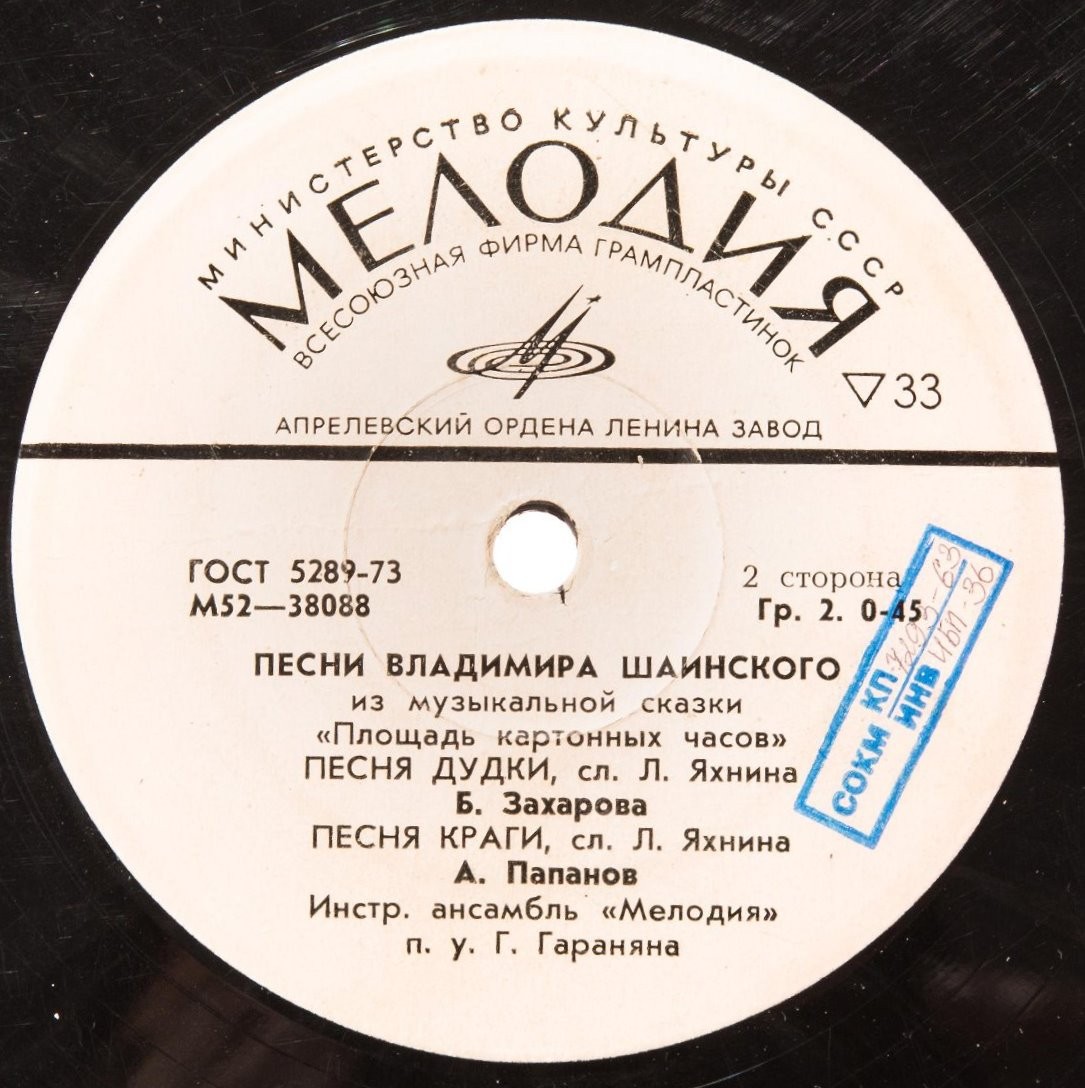 МИНИСТЕРСТВО КУЛЬТУРЫ СССР
МЕЛОДИЯ
ВСЕСОЮЗНАЯ ФИРМА ГРАМПЛАСТИНОК
33
АПРЕЛЕВСКИЙ ОРДЕНА ЛЕНИНА ЗАВОД
ГОСТ 5289-73
2 сторона
М52—38088
Гр. 2. 0-45
ПЕСНИ ВЛАДИМИРА ШАИНСКОГО
из музыкальной сказки
«Площадь картонных часов»
ПЕСНЯ ДУДКИ, сл. Л. Яхнина
Б. Захарова
ПЕСНЯ КРАГИ, сл. Л. Яхнина
А. Папанов
Инстр. ансамбль «Мелодия»
п. у. Г. Гараняна
СОКМ КП
ИНВ ИБП-36